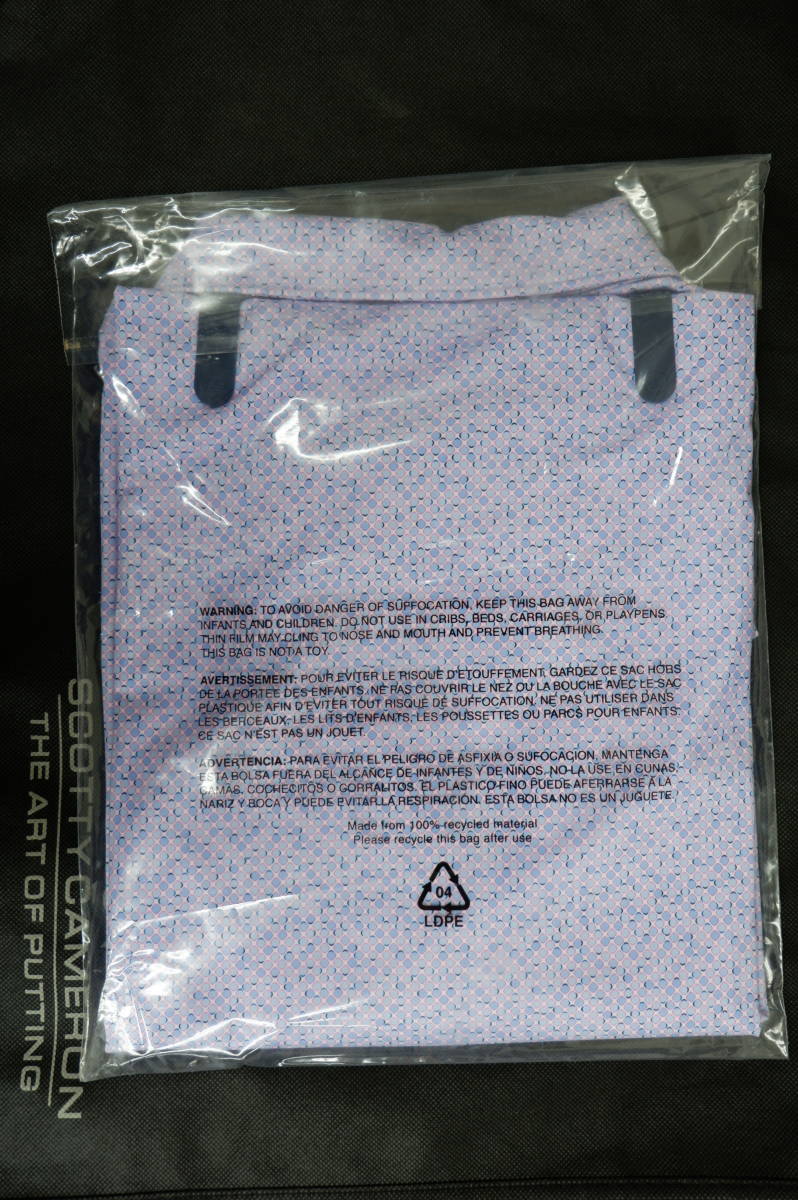 WARNING: TO AVOID DANGER OF SUFFOCATION, KEEP THIS BAG AWAY FROM
INFANTS AND CHILDREN. DO NOT USE IN CRIBS, BEDS, CARRIAGES, OR PLAYPENS.
THIN FILM MAY CLING TO NOSE AND MOUTH AND PREVENT BREATHING.
THIS BAG IS NOT A TOY.
AVERTISSEMENT: POUR EVITER LE RISQUE D'ETOUFFEMENT, GARDEZ CE SAC HORS
DE LA PORTEE DES ENFANTS. NE PAS COUVRIR LE NEZ OU LA BOUCHE AVEC LE SAC
PLASTIQUE AFIN D'EVITER TOUT RISQUE DE SUFFOCATION, NE PAS UTILISER DANS
LES BERCEAUX, LES LITS D'ENFANTS, LES POUSSETTES OU PARCS POUR ENFANTS.
CE SAC N'EST PAS UN JOUET.
ADVERTENCIA: PARA EVITAR EL PELIGRO DE ASFIXIA O SUFOCACION, MANTENGA
ESTA BOLSA FUERA DEL ALCANCE DE INFANTES Y DE NIÑOS. NO LA USE EN CUNAS,
CAMAS, COCHECITOS O CORRALITOS. EL PLASTICO FINO PUEDE AFERRARSE A LA
NARIZ Y BOCA Y PUEDE EVITAR LA RESPIRACIÓN. ESTA BOLSA NO ES UN JUGUETE.
Made from 100% recycled material
Please recycle this bag after use
04
LDPE
SCOTTY CAMERON
THE ART OF PUTTING